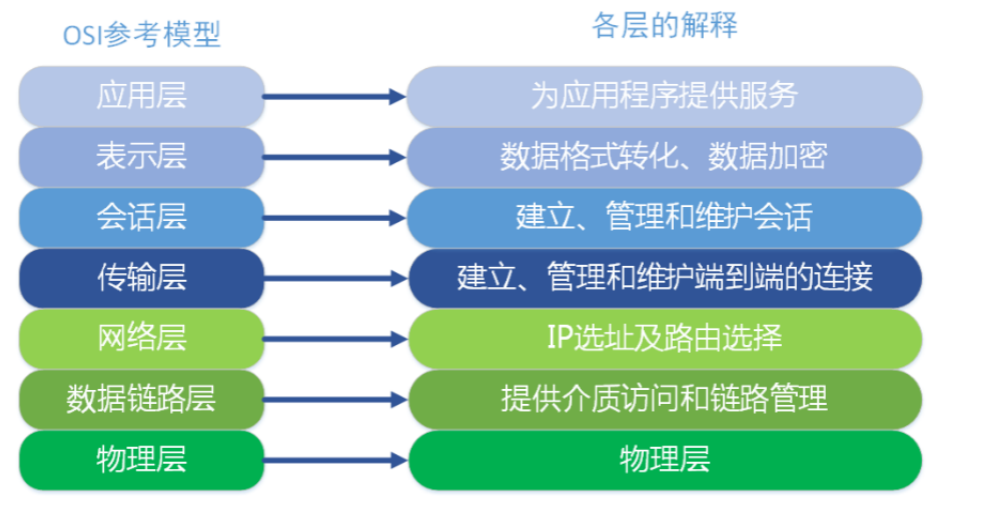 OSI参考模型
各层的解释
应用层
为应用程序提供服务
表示层
数据格式转化、数据加密
会话层
建立、管理和维护会话
传输层
建立、管理和维护端到端的连接
网络层
IP选址及路由选择
数据链路层
提供介质访问和链路管理
物理层
物理层